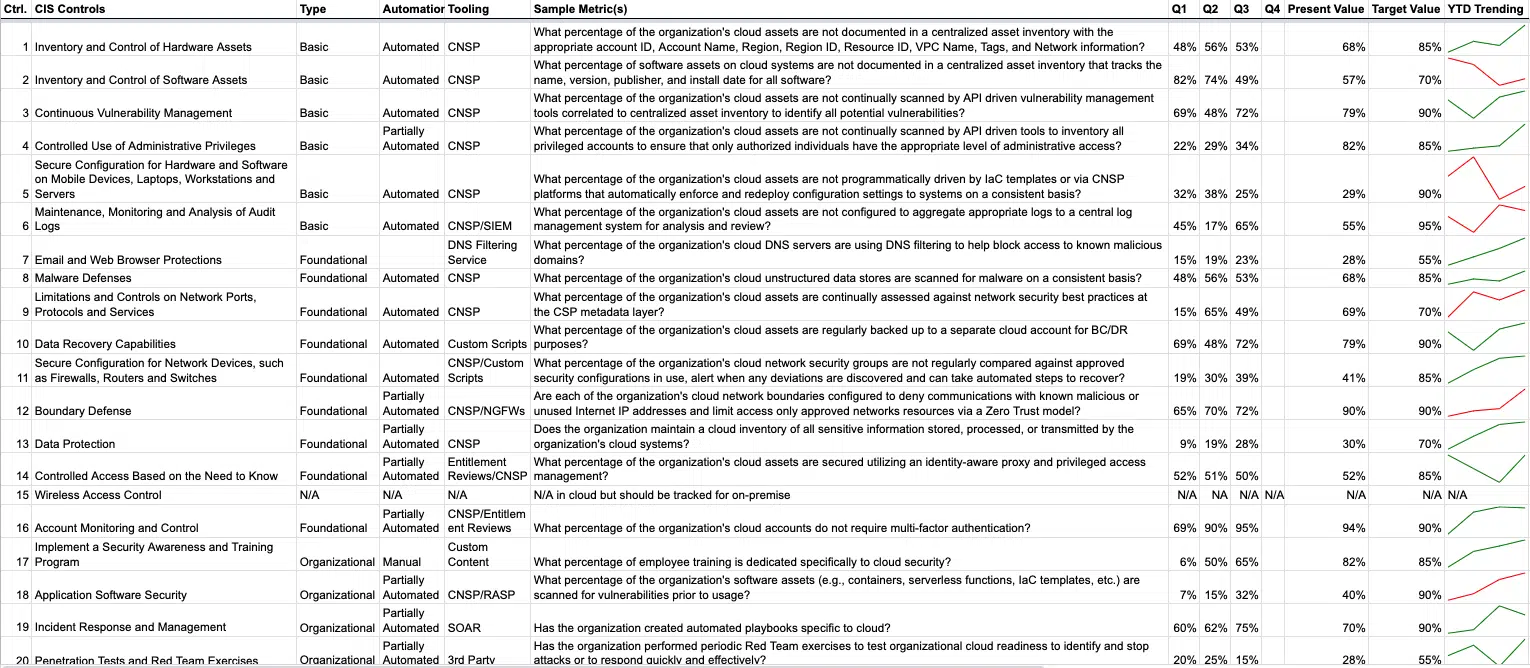 Ctrl. CIS Controls Type Automation Tooling Sample Metric(s) Q1 Q2 Q3 Q4 Present Value Target Value YTD Trending
What percentage of the organization's cloud assets are not documented in a centralized asset inventory with the
1 Inventory and Control of Hardware Assets Basic Automated CNSP appropriate account ID, Account Name, Region, Region ID, Resource ID, VPC Name, Tags, and Network information? 48% 56% 53% 68% 85%
What percentage of software assets on cloud systems are not documented in a centralized asset inventory that tracks the
2 Inventory and Control of Software Assets Basic Automated CNSP name, version, publisher, and install date for all software? 82% 74% 49% 57% 70%
What percentage of the organization's cloud assets are not continually scanned by API driven vulnerability management
3 Continuous Vulnerability Management Basic Automated CNSP tools correlated to centralized asset inventory to identify all potential vulnerabilities? 69% 48% 72% 79% 90%
Partially What percentage of the organization's cloud assets are not continually scanned by API driven tools to inventory all
4 Controlled Use of Administrative Privileges Basic Automated CNSP privileged accounts to ensure that only authorized individuals have the appropriate level of administrative access? 22% 29% 34% 82% 85%
Secure Configuration for Hardware and Software
on Mobile Devices, Laptops, Workstations and What percentage of the organization's cloud assets are not programmatically driven by IaC templates or via CNSP
5 Servers Basic Automated CNSP platforms that automatically enforce and redeploy configuration settings to systems on a consistent basis? 32% 38% 25% 29% 90%
Maintenance, Monitoring and Analysis of Audit What percentage of the organization's cloud assets are not configured to aggregate appropriate logs to a central log
6 Logs Basic Automated CNSP/SIEM management system for analysis and review? 45% 17% 65% 55% 95%
DNS Filtering What percentage of the organization's cloud DNS servers are using DNS filtering to help block access to known malicious
7 Email and Web Browser Protections Foundational Service domains? 15% 19% 23% 28% 55%
8 Malware Defenses Foundational Automated CNSP What percentage of the organization's cloud unstructured data stores are scanned for malware on a consistent basis? 48% 56% 53% 68% 85%
Limitations and Controls on Network Ports, What percentage of the organization's cloud assets are continually assessed against network security best practices at
9 Protocols and Services Foundational Automated CNSP the CSP metadata layer? 15% 65% 49% 69% 70%
What percentage of the organization's cloud assets are regularly backed up to a separate cloud account for BC/DR
10 Data Recovery Capabilities Foundational Automated Custom Scripts purposes? 69% 48% 72% 79% 90%
Secure Configuration for Network Devices, such CNSP/Custom What percentage of the organization's cloud network security groups are not regularly compared against approved
11 as Firewalls, Routers and Switches Foundational Automated Scripts security configurations in use, alert when any deviations are discovered and can take automated steps to recover? 19% 30% 39% 41% 85%
Partially Are each of the organization's cloud network boundaries configured to deny communications with known malicious or
12 Boundary Defense Foundational Automated CNSP/NGFWs unused Internet IP addresses and limit access only approved networks resources via a Zero Trust model? 65% 70% 72% 90% 90%
Partially Does the organization maintain a cloud inventory of all sensitive information stored, processed, or transmitted by the
13 Data Protection Foundational Automated CNSP organization's cloud systems? 9% 19% 28% 30% 70%
Partially Entitlement What percentage of the organization's cloud assets are secured utilizing an identity-aware proxy and privileged access
14 Controlled Access Based on the Need to Know Foundational Automated Reviews/CNSP management? 52% 51% 50% 52% 85%
15 Wireless Access Control N/A N/A N/A N/A in cloud but should be tracked for on-premise N/A NA N/A N/A N/A N/A N/A
Partially CNSP/Entitlem
16 Account Monitoring and Control Foundational Automated ent Reviews What percentage of the organization's cloud accounts do not require multi-factor authentication? 69% 90% 95% 94% 90%
Implement a Security Awareness and Training Custom
17 Program Organizational Manual Content What percentage of employee training is dedicated specifically to cloud security? 6% 50% 65% 82% 85%
Partially What percentage of the organization's software assets (e.g., containers, serverless functions, IaC templates, etc.) are
18 Application Software Security Organizational Automated CNSP/RASP scanned for vulnerabilities prior to usage? 7% 15% 32% 40% 90%
Partially
19 Incident Response and Management Organizational Automated SOAR Has the organization created automated playbooks specific to cloud? 60% 62% 75% 70% 90%
Partially Has the organization performed periodic Red Team exercises to test organizational cloud readiness to identify and stop
20 Penetration Tests and Red Team Exercises Organizational Automated 3rd Party attacks or to respond quickly and effectively? 20% 25% 15% 28% 55%